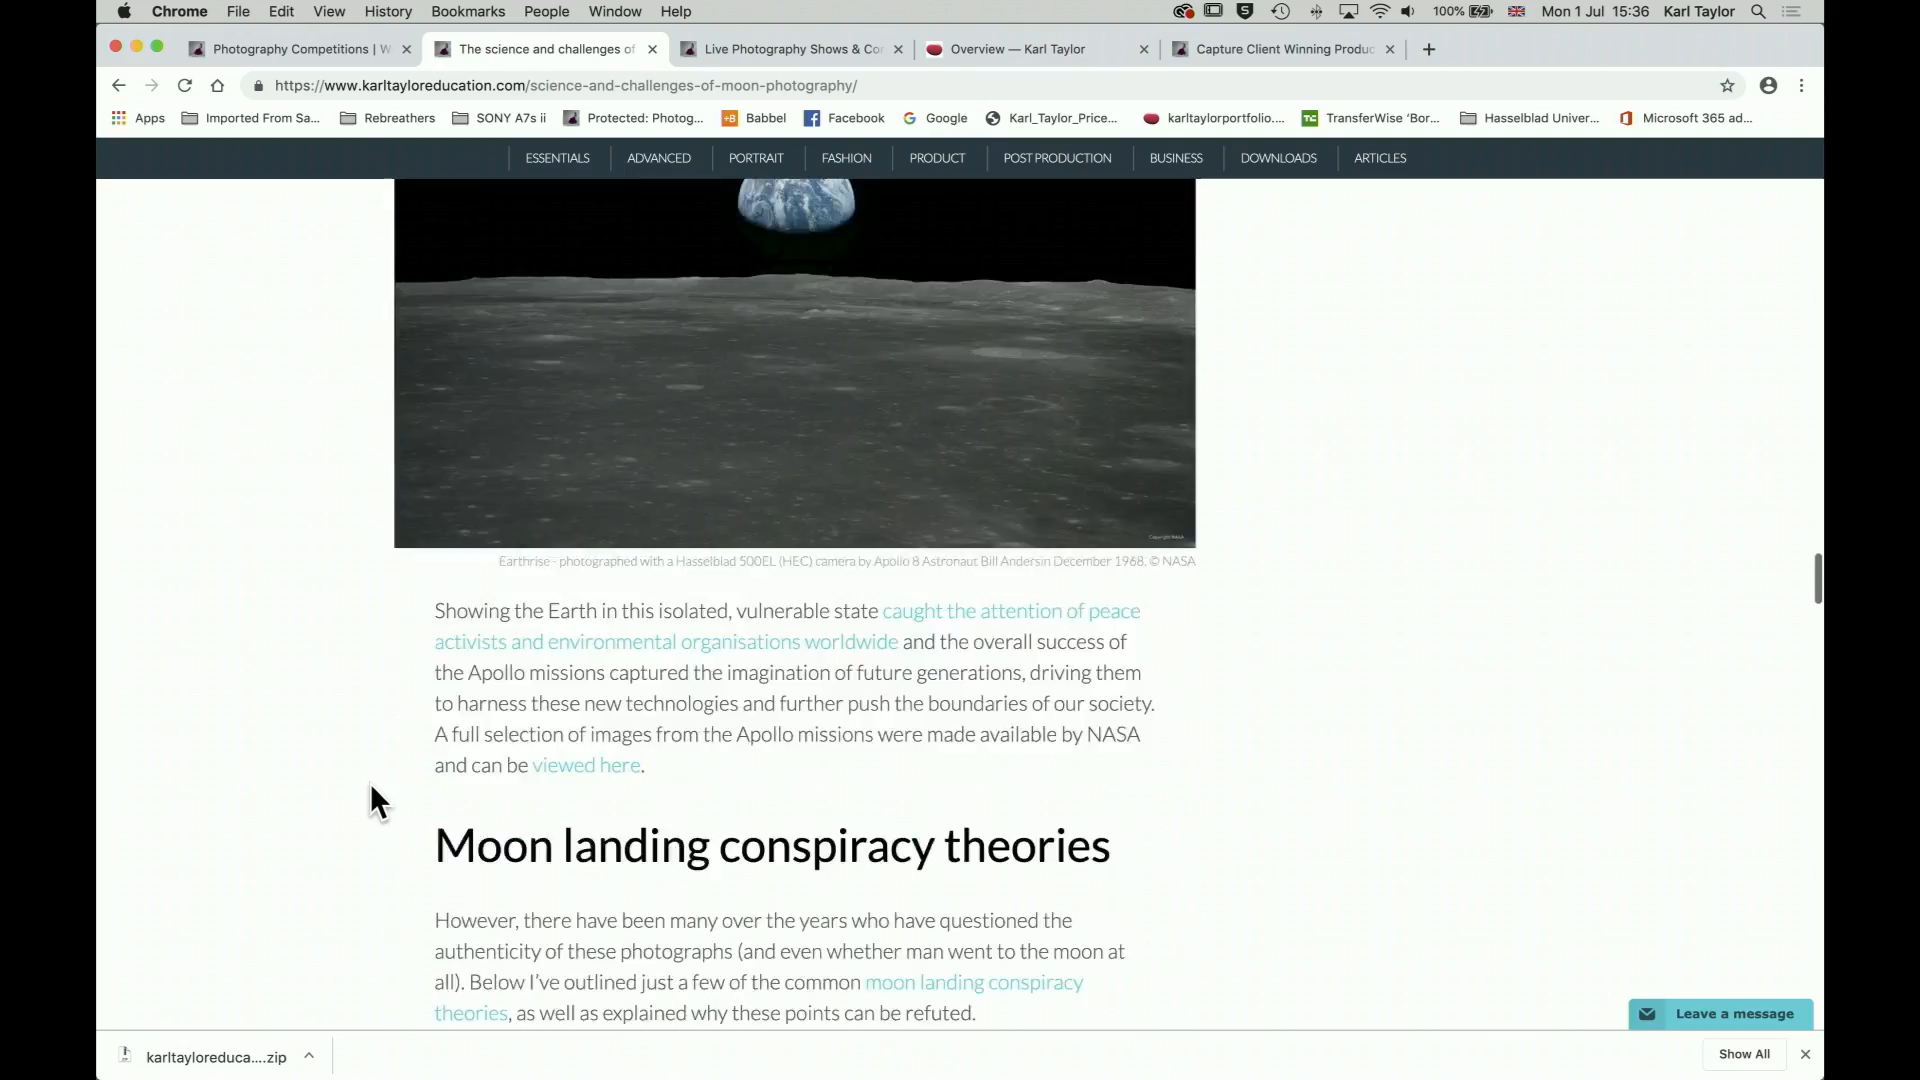 Chrome File Edit View History Bookmarks People Window Help 100% Mon 1 Jul 15:36 Karl Taylor
Photography Competitions | W The science and challenges of Live Photography Shows & Co Overview — Karl Taylor Capture Client Winning Produc
https://www.karltayloreducation.com/science-and-challenges-of-moon-photography/
Apps Imported From Sa... Rebreathers SONY A7s ii Protected: Photog... +B Babbel Facebook Google Karl_Taylor_Price... karltaylorportfolio.... TC TransferWise ‘Bor... Hasselblad Univer... Microsoft 365 ad...
ESSENTIALS ADVANCED PORTRAIT FASHION PRODUCT POST PRODUCTION BUSINESS DOWNLOADS ARTICLES
Copyright NASA
Earthrise - photographed with a Hasselblad 500EL (HEC) camera by Apollo 8 Astronaut Bill Andersin December 1968. © NASA
Showing the Earth in this isolated, vulnerable state caught the attention of peace
activists and environmental organisations worldwide and the overall success of
the Apollo missions captured the imagination of future generations, driving them
to harness these new technologies and further push the boundaries of our society.
A full selection of images from the Apollo missions were made available by NASA
and can be viewed here.
Moon landing conspiracy theories
However, there have been many over the years who have questioned the
authenticity of these photographs (and even whether man went to the moon at
all). Below I’ve outlined just a few of the common moon landing conspiracy
theories, as well as explained why these points can be refuted.
Leave a message
karltayloreduca....zip Show All